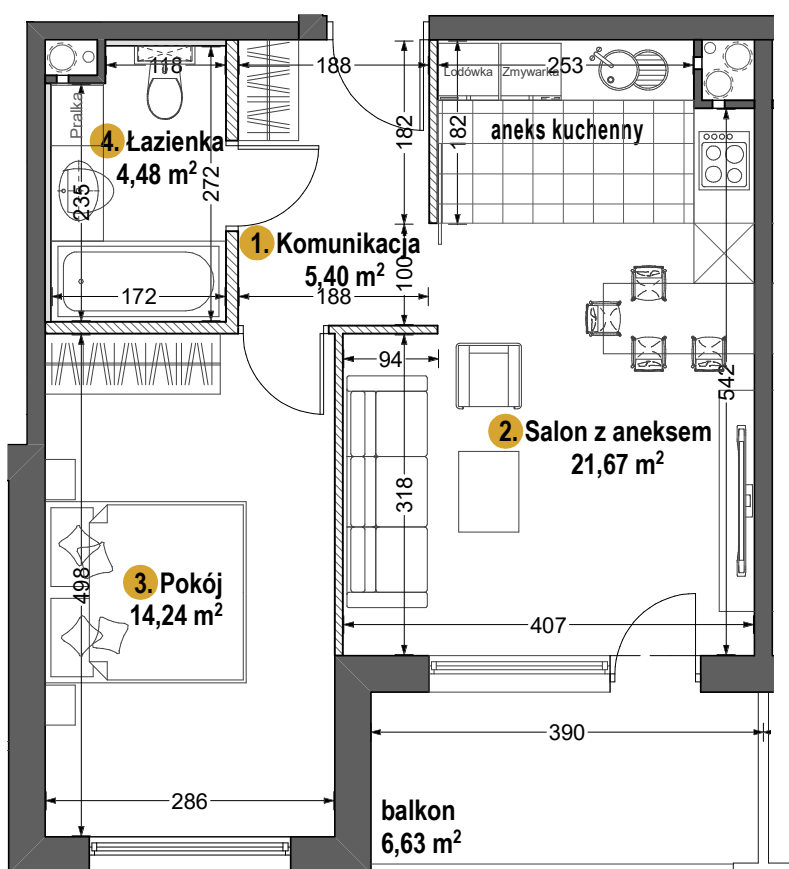 118
188
Lodówka
Zmywarka
253
Pralka
4. Łazienka
4,48 m²
235
272
182
182
aneks kuchenny
1. Komunikacja
5,40 m²
172
188
100
94
542
2. Salon z aneksem
21,67 m²
318
498
3. Pokój
14,24 m²
407
390
286
balkon
6,63 m²